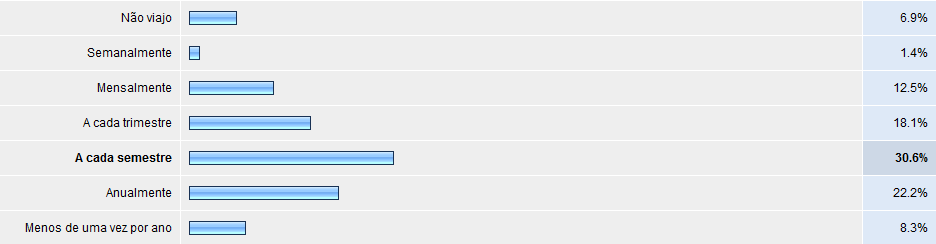 Não viajo 6.9%
Semanalmente 1.4%
Mensalmente 12.5%
A cada trimestre 18.1%
A cada semestre 30.6%
Anualmente 22.2%
Menos de uma vez por ano 8.3%